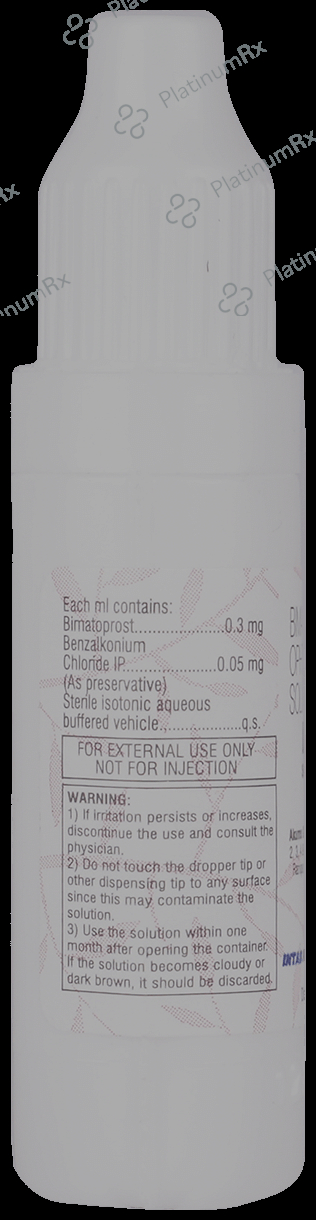 PlatinumRx
PlatinumRx
PlatinumRx
Each ml contains:
Bimatoprost......................0.3 mg
Benzalkonium
Chloride IP.......................0.05 mg
(As preservative)
Sterile isotonic aqueous
buffered vehicle...................q.s.
FOR EXTERNAL USE ONLY
NOT FOR INJECTION
WARNING:
1) If irritation persists or increases,
discontinue the use and consult the
physician.
2) Do not touch the dropper tip or
other dispensing tip to any surface
since this may contaminate the
solution.
3) Use the solution within one
month after opening the container.
If the solution becomes cloudy or
dark brown, it should be discarded.